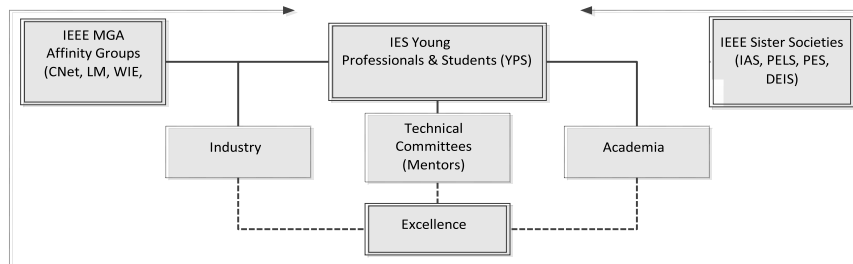 IEEE MGA
Affinity Groups
(CNet, LM, WIE,
IES Young
Professionals & Students (YPS)
IEEE Sister Societies
(IAS, PELS, PES,
DEIS)
Industry
Technical
Committees
(Mentors)
Academia
Excellence